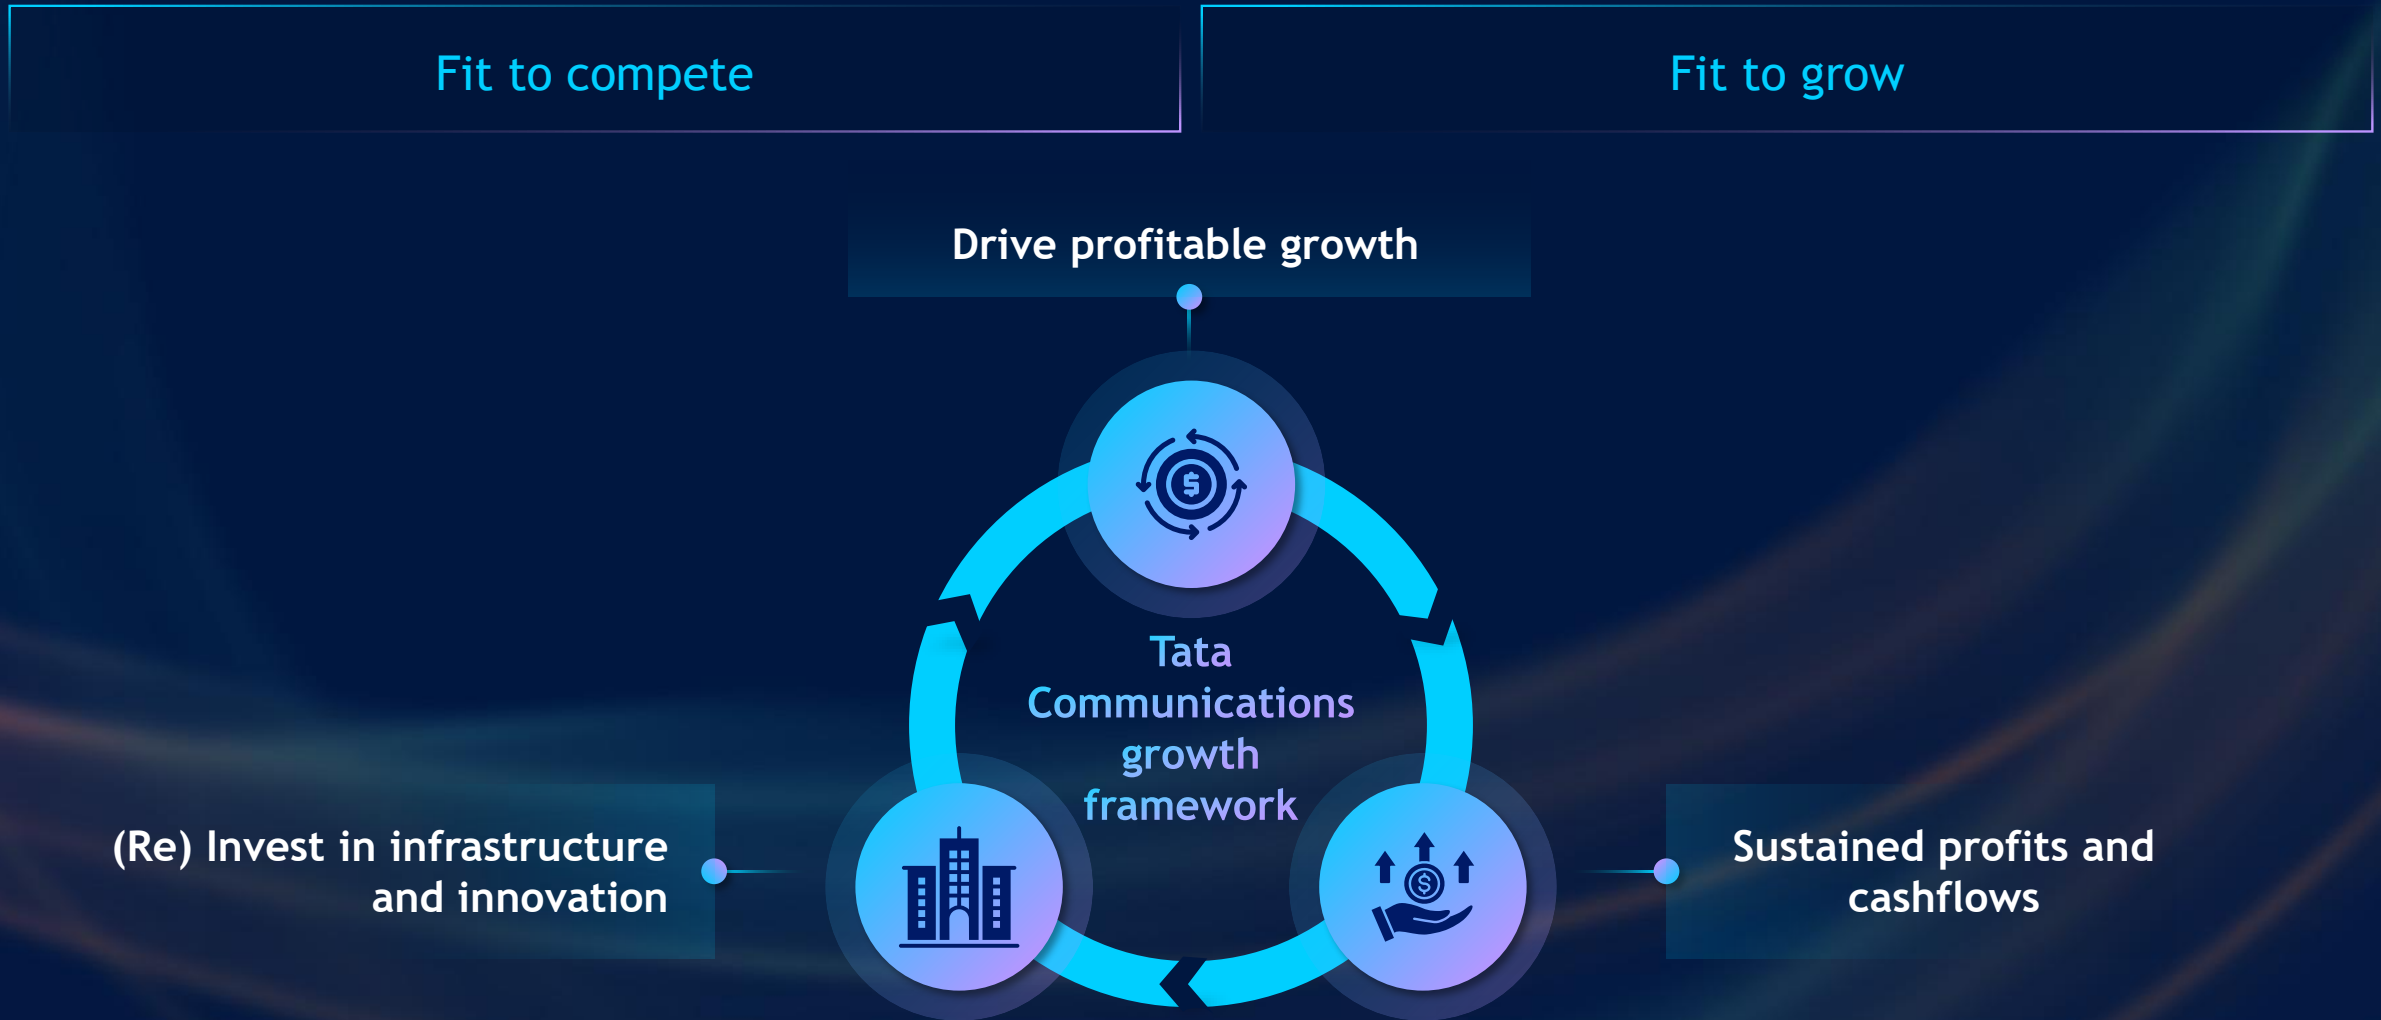 Fit to compete
Fit to grow
Drive profitable growth
Tata
Communications
growth
framework
(Re) Invest in infrastructure
and innovation
Sustained profits and
cashflows